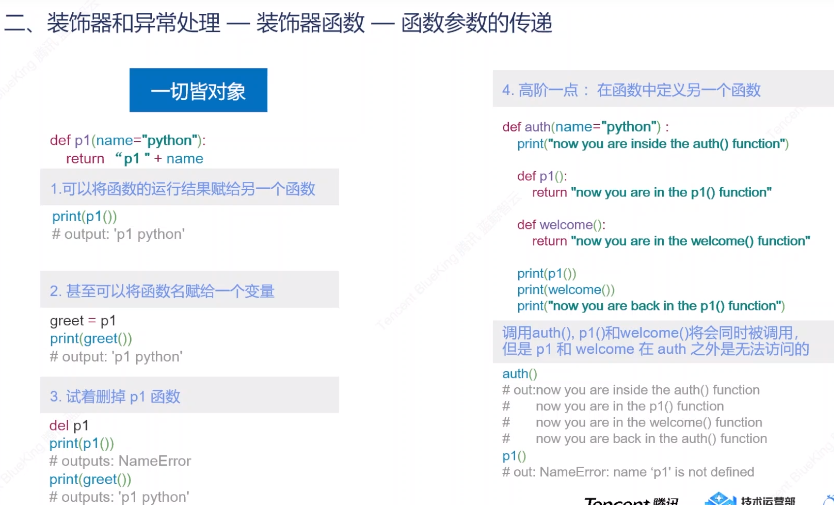 二、装饰器和异常处理 — 装饰器函数 — 函数参数的传递
一切皆对象
def p1(name="python"):
return “p1 "+ name
1.可以将函数的运行结果赋给另一个函数
print(p1())
# output: 'p1 python'
2. 甚至可以将函数名赋给一个变量
greet = p1
print(greet())
# output: 'p1 python'
3. 试着删掉 p1 函数
del p1
print(p1())
# outputs: NameError
print(greet())
# outputs: 'p1 python'
4. 高阶一点： 在函数中定义另一个函数
def auth(name="python") :
print("now you are inside the auth() function")
def p1():
return "now you are in the p1() function"
def welcome():
return "now you are in the welcome() function"
print(p1())
print(welcome())
print("now you are back in the p1() function")
调用auth(), p1()和welcome()将会同时被调用,
但是 p1 和 welcome 在 auth 之外是无法访问的
auth()
# out:now you are inside the auth() function
# now you are in the p1() function
# now you are in the welcome() function
# now you are back in the auth() function
p1()
# out: NameError: name ‘p1’ is not defined
Tencent 腾讯 技术运营部